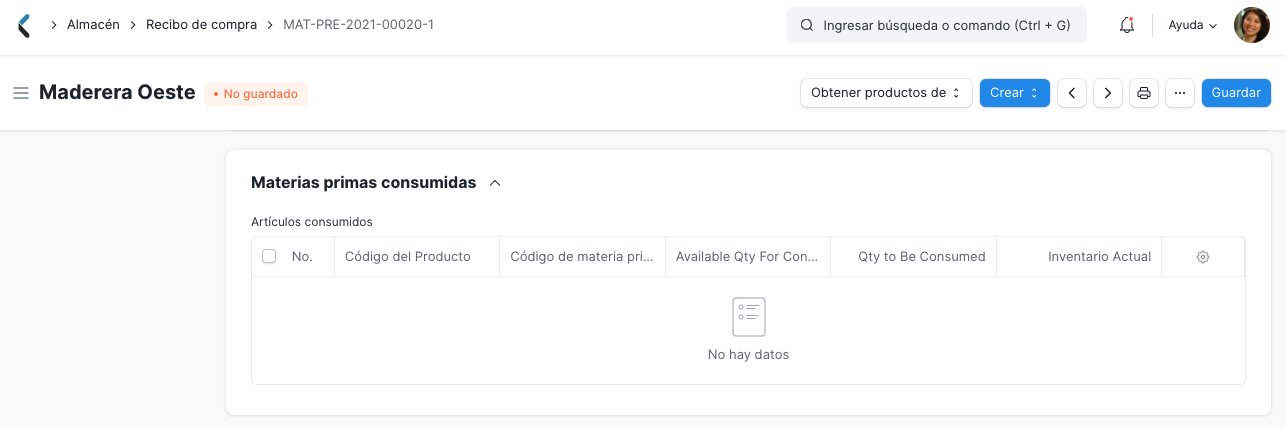 Almacén
Recibo de compra
MAT-PRE-2021-00020-1
Ingresar búsqueda o comando (Ctrl + G)
Ayuda
Maderera Oeste
No guardado
Obtener productos de
Crear
...
Guardar
Materias primas consumidas
Artículos consumidos
No.
Código del Producto
Código de materia pri...
Available Qty For Con...
Qty to Be Consumed
Inventario Actual
No hay datos